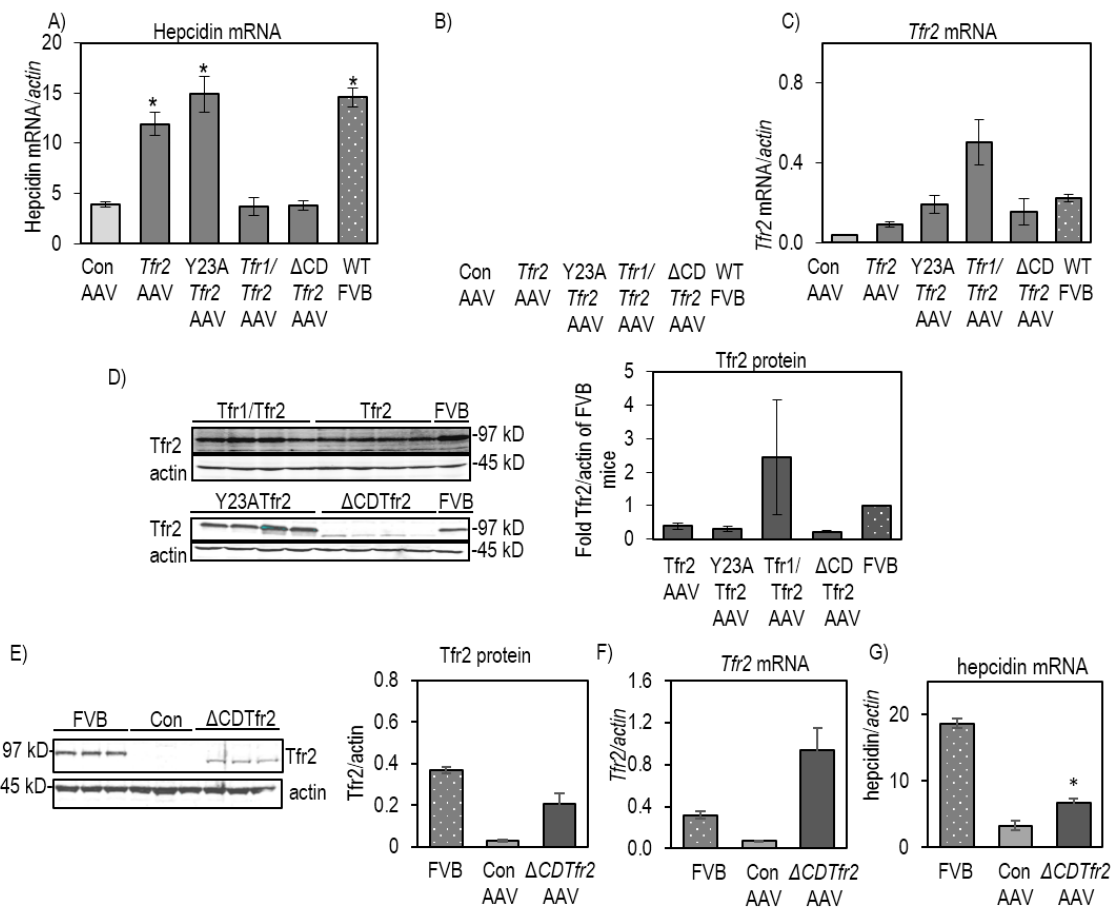 A)
Hepcidin mRNA
Hepcidin mRNA/actin
20
15
10
5
0
*
*
*
Con Tfr2 Y23A Tfr1/ ΔCD WT
AAV AAV Tfr2 Tfr2 Tfr2 FVB
AAV AAV AAV
B)
Con Tfr2 Y23A Tfr1/ ΔCD WT
AAV AAV Tfr2 Tfr2 Tfr2 FVB
AAV AAV AAV
C)
Tfr2 mRNA
Tfr2 mRNA/actin
0.8
0.4
0.0
Con Tfr2 Y23A Tfr1/ ΔCD WT
AAV AAV Tfr2 Tfr2 Tfr2 FVB
AAV AAV AAV
D)
Tfr1/Tfr2 Tfr2 FVB
Tfr2 -97 kD
actin -45 kD
Y23ATfr2 ΔCDTfr2 FVB
Tfr2 -97 kD
actin -45 kD
Tfr2 protein
Fold Tfr2/actin of FVB
mice
5
4
3
2
1
0
Tfr2 Y23A Tfr1/ ΔCD FVB
AAV Tfr2 Tfr2 Tfr2
AAV AAV AAV
E)
FVB Con ΔCDTfr2
97 kD- Tfr2
45 kD- actin
Tfr2 protein
Tfr2/actin
0.8
0.6
0.4
0.2
0
FVB Con ΔCDTfr2
AAV AAV
F)
Tfr2 mRNA
Tfr2/actin
1.6
1.2
0.8
0.4
0.0
FVB Con ΔCDTfr2
AAV AAV
G)
hepcidin mRNA
hepcidin/actin
20
10
0
*
FVB Con ΔCDTfr2
AAV AAV